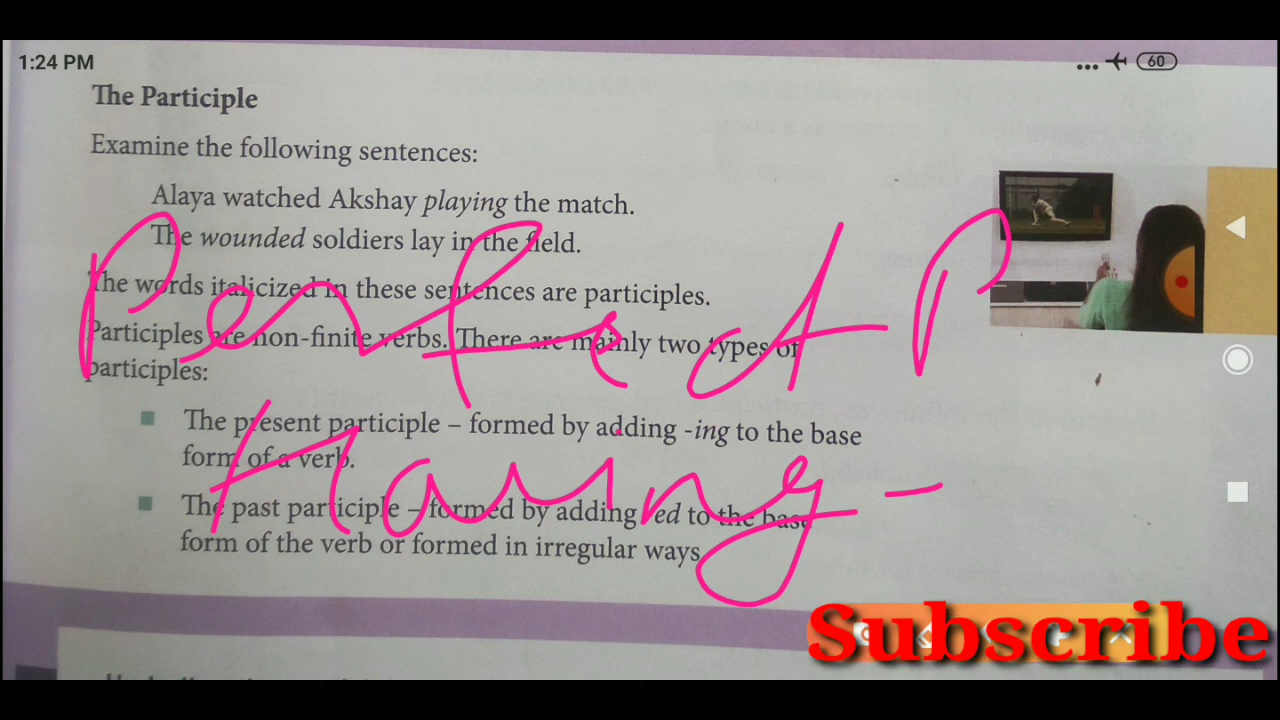 1:24 PM
60
The Participle
Examine the following sentences:
Alaya watched Akshay playing the match.
The wounded soldiers lay in the field.
The words italicized in these sentences are participles.
Participles are non-finite verbs. There are mainly two types of
participles:
The present participle – formed by adding -ing to the base
form of a verb.
The past participle – formed by adding -ed to the base
form of the verb or formed in irregular ways
Perfect P
Having -
Subscribe